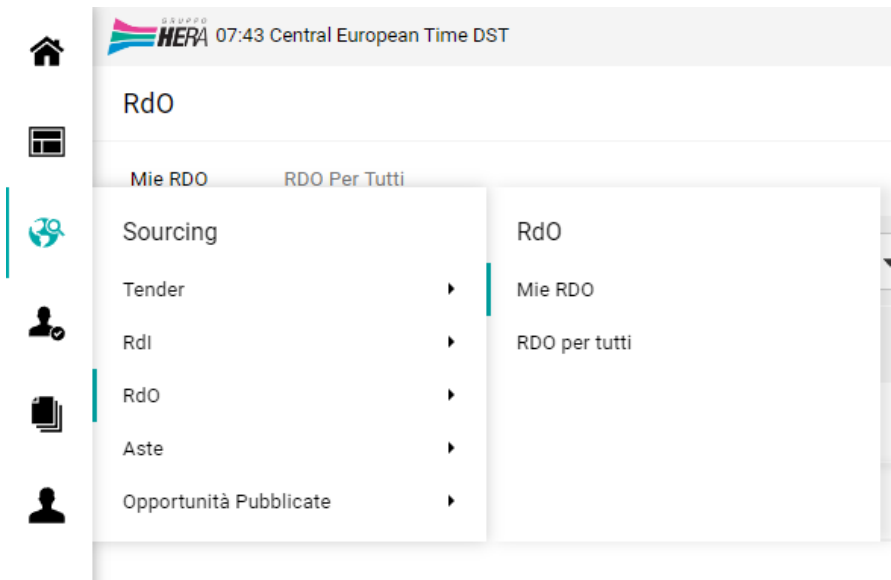 GRUPPO
HERA 07:43 Central European Time DST
RdO
Mie RDO RDO Per Tutti
Sourcing
Tender
RdI
RdO
Aste
Opportunità Pubblicate
RdO
Mie RDO
RDO per tutti